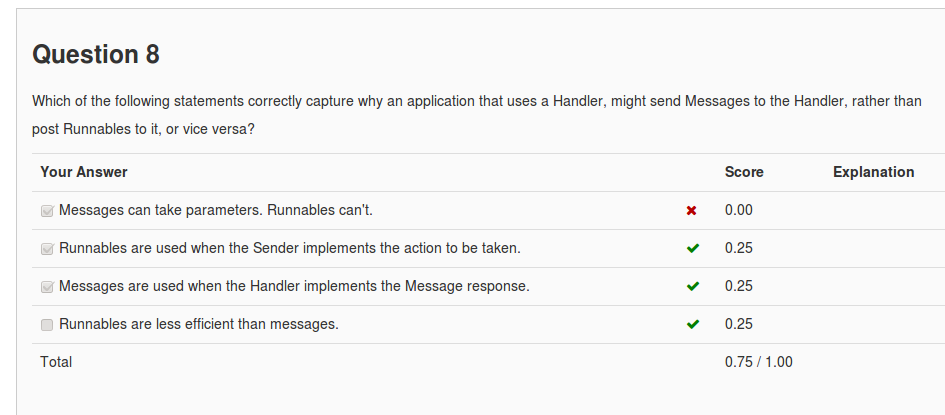 Question 8
Which of the following statements correctly capture why an application that uses a Handler, might send Messages to the Handler, rather than
post Runnables to it, or vice versa?
Your Answer Score Explanation
Messages can take parameters. Runnables can't. 0.00
Runnables are used when the Sender implements the action to be taken. 0.25
Messages are used when the Handler implements the Message response. 0.25
Runnables are less efficient than messages. 0.25
Total 0.75 / 1.00